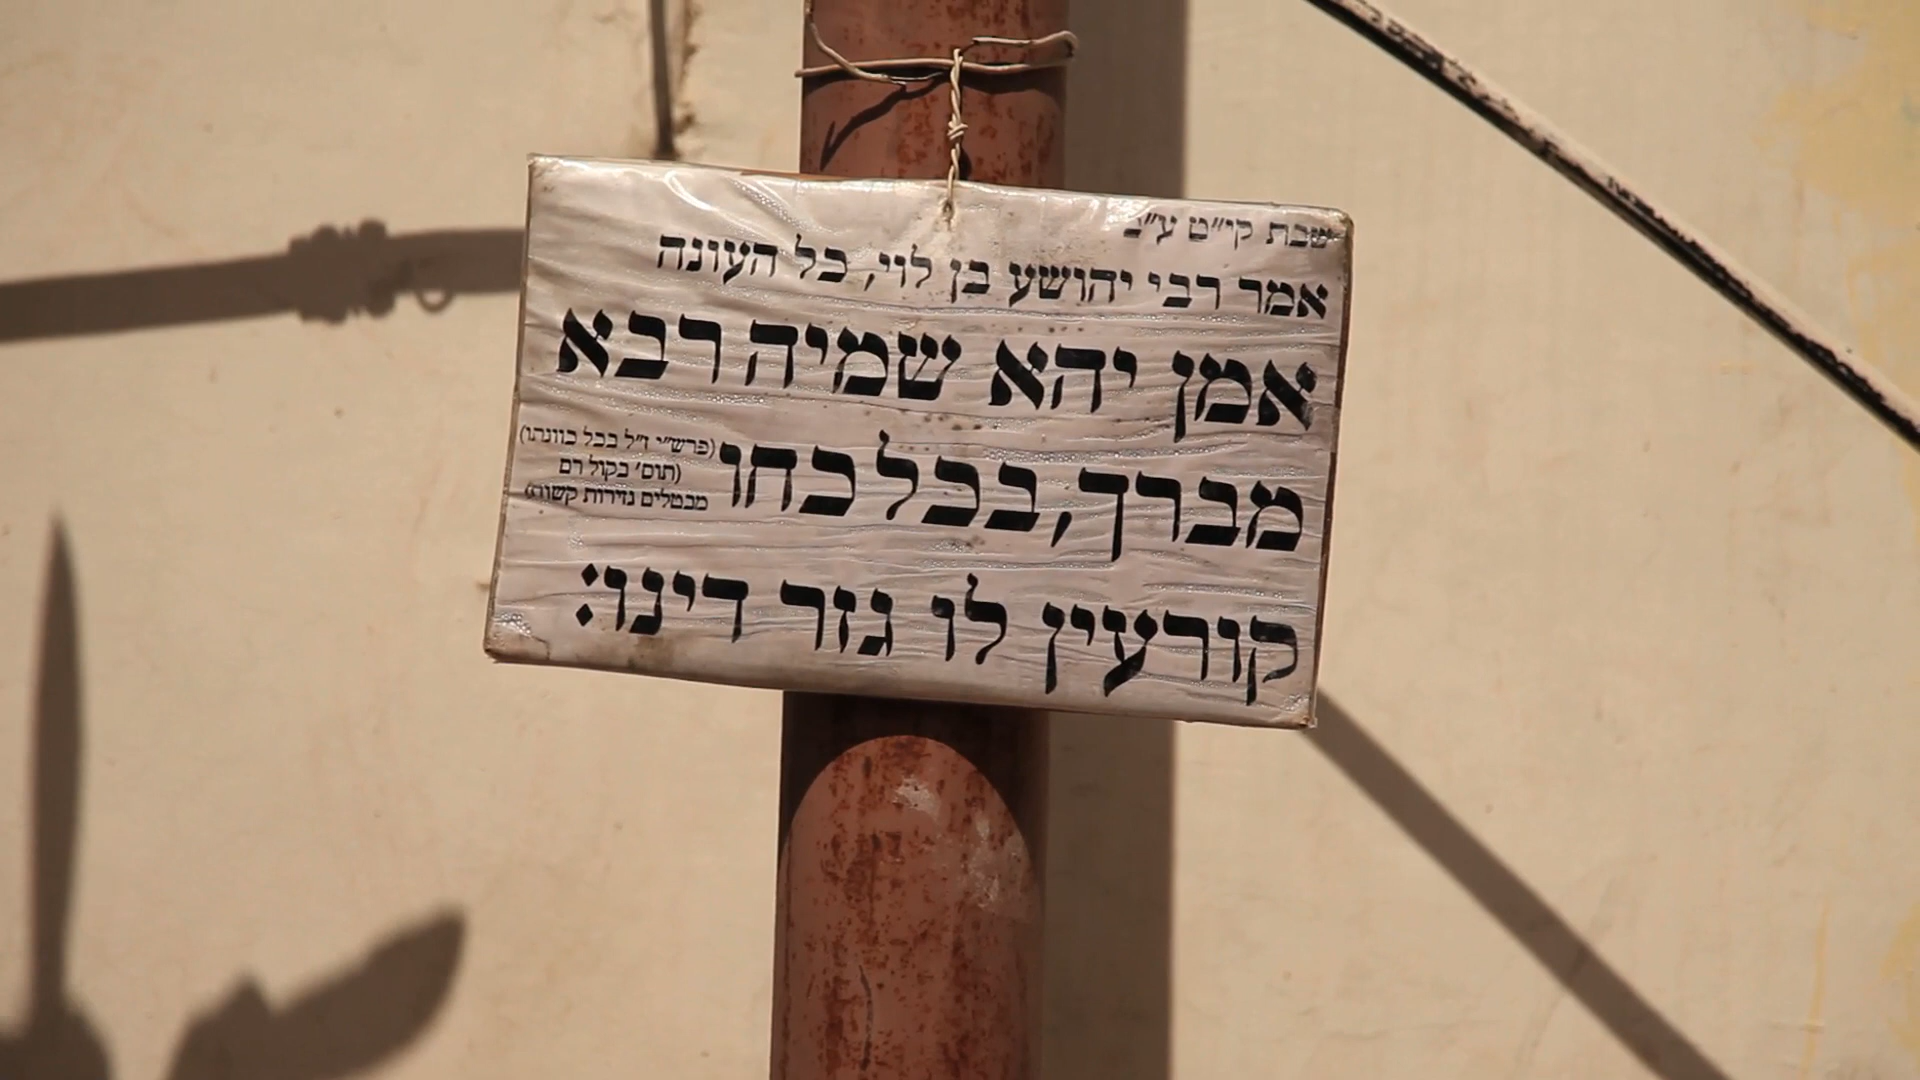 שבת קי״ט ע״ב
אמר רבי יהושע בן לוי, כל העונה
אמן יהא שמיה רבא
מברך, בכל כחו
(פרש״י ז״ל בכל כוונתו)
(תוס׳ בקול רם
מבטלים גזירות קשות)
קורעין לו גזר דינו: